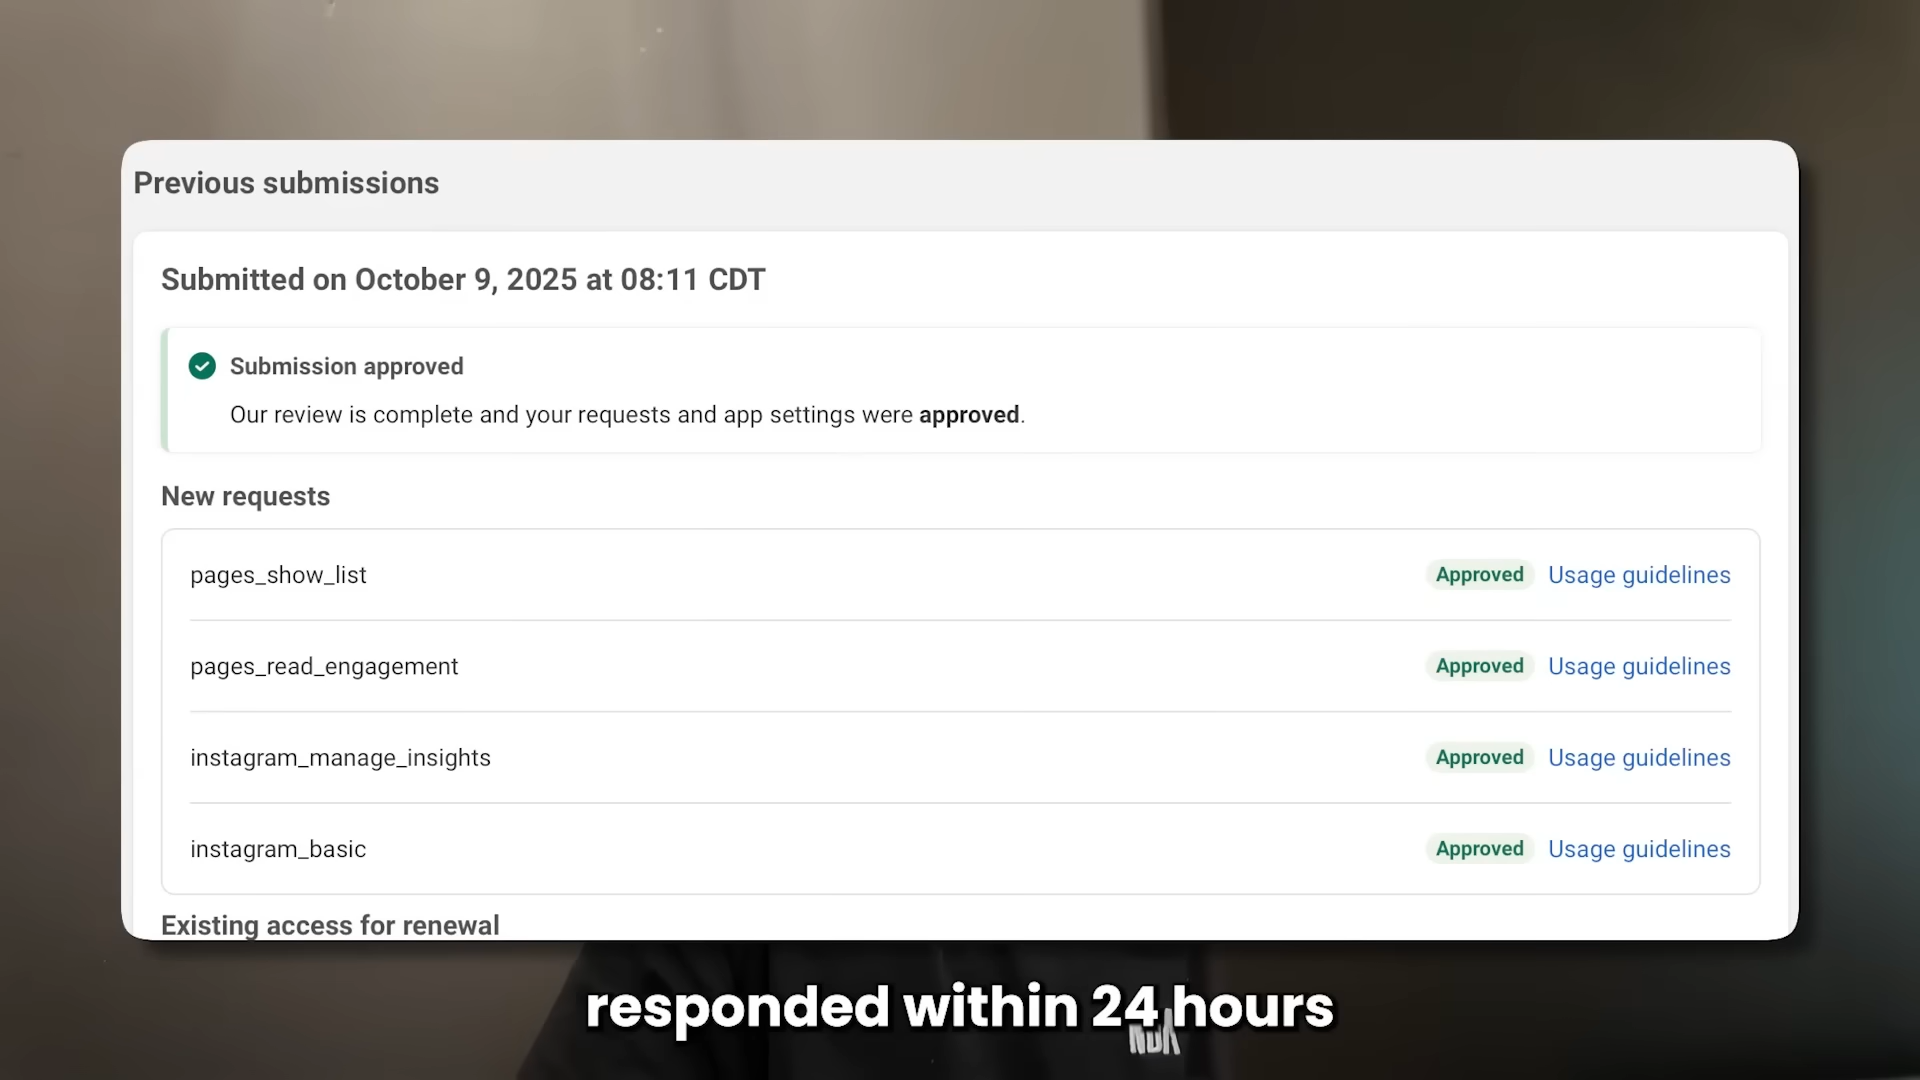 Previous submissions
Submitted on October 9, 2025 at 08:11 CDT
Submission approved
Our review is complete and your requests and app settings were approved.
New requests
pages_show_list Approved Usage guidelines
pages_read_engagement Approved Usage guidelines
instagram_manage_insights Approved Usage guidelines
instagram_basic Approved Usage guidelines
Existing access for renewal
responded within 24 hours